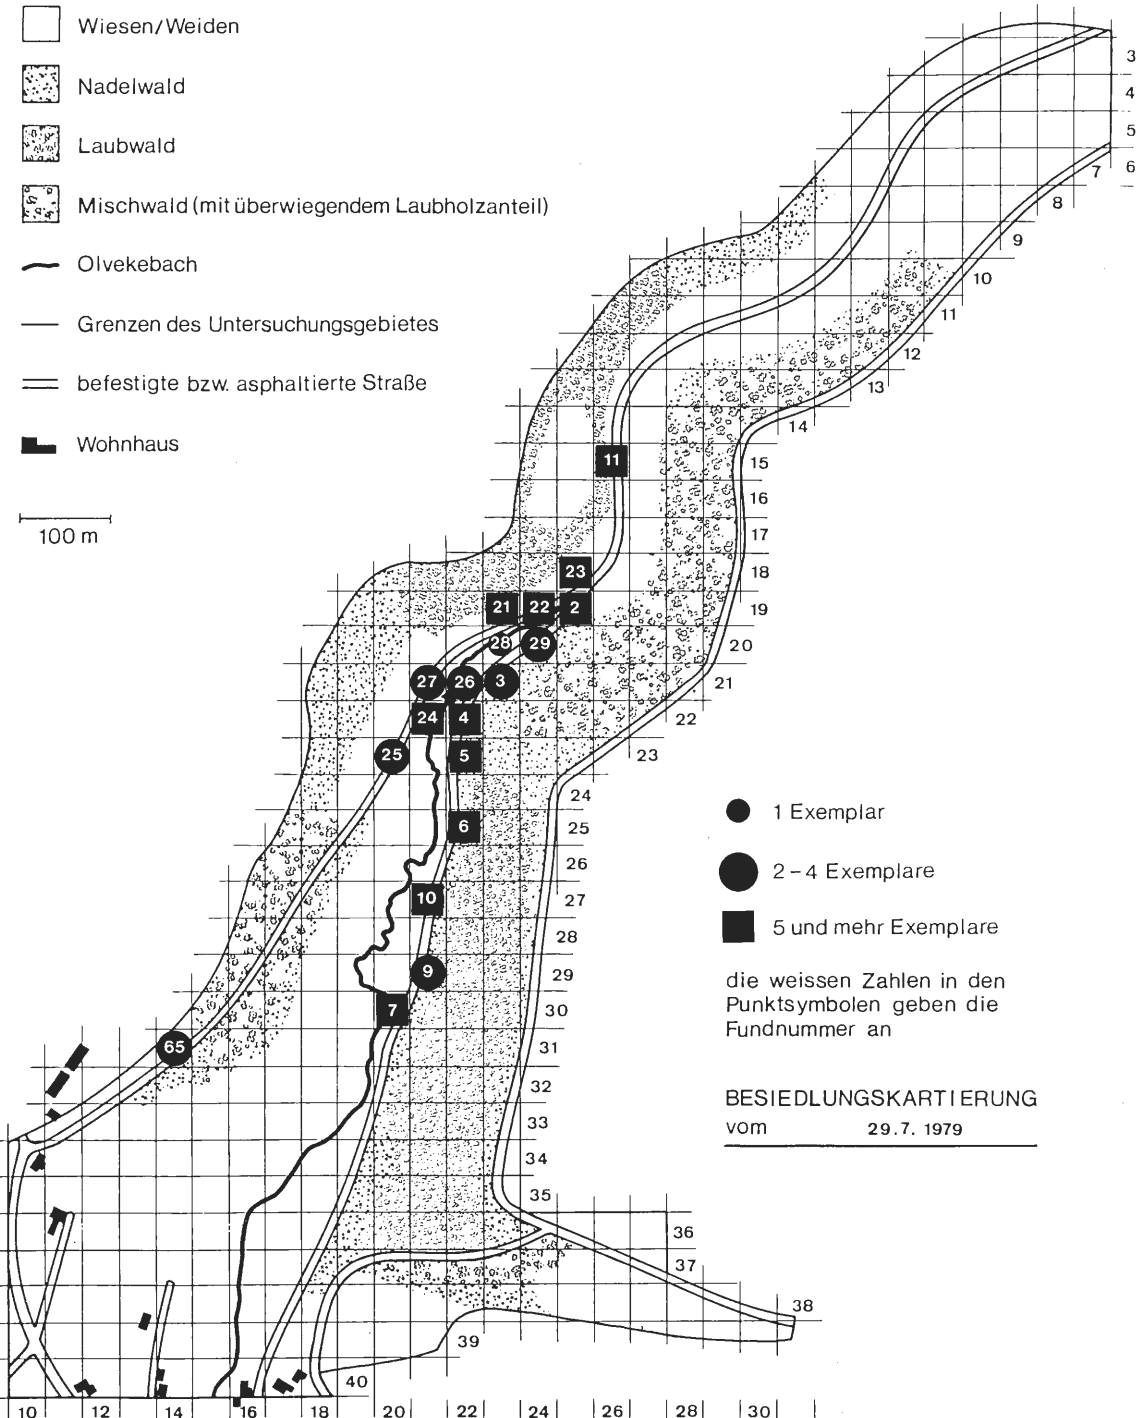 Wiesen/Weiden
Nadelwald
Laubwald
Mischwald (mit überwiegendem Laubholzanteil)
Olvekebach
Grenzen des Untersuchungsgebietes
befestigte bzw. asphaltierte Straße
Wohnhaus
100 m
3
4
5
6
7
8
9
10
11
12
13
14
15
16
17
18
19
20
21
22
23
24
25
26
27
28
29
30
31
32
33
34
35
36
37
38
39
40
11
23
21 22 2
28 29
27 26 3
24 4
25 5
6
10
9
7
65
1 Exemplar
2-4 Exemplare
5 und mehr Exemplare
die weissen Zahlen in den
Punktsymbolen geben die
Fundnummer an
BESIEDLUNGSKARTIERUNG
vom 29.7. 1979
10 12 14 16 18 20 22 24 26 28 30